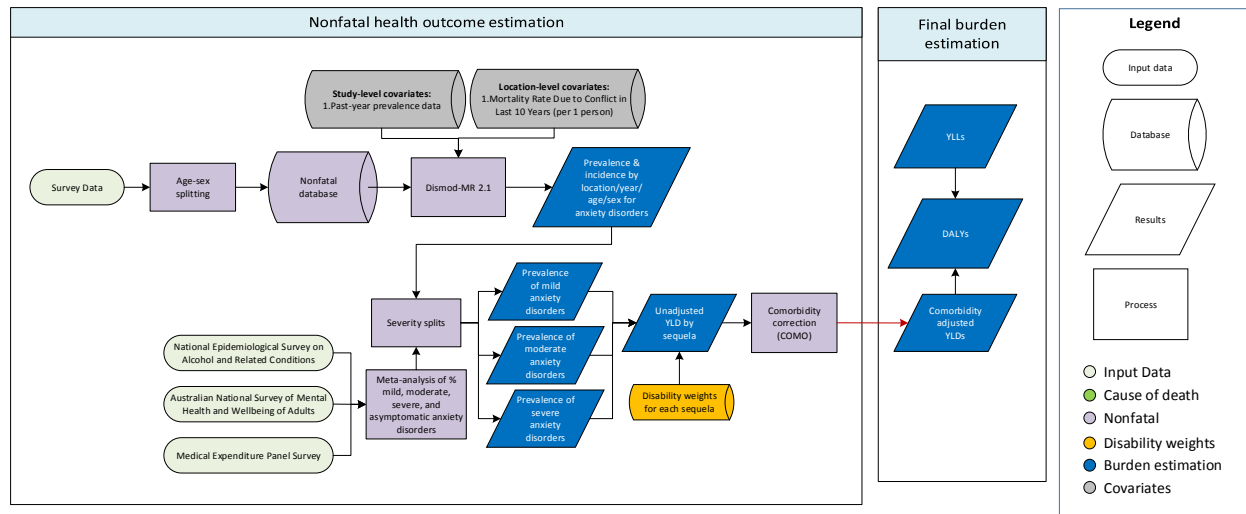 Nonfatal health outcome estimation
Study-level covariates:
1.Past-year prevalence data
Location-level covariates:
1.Mortality Rate Due to Conflict in
Last 10 Years (per 1 person)
Survey Data
Age-sex
splitting
Nonfatal
database
Dismod-MR 2.1
Prevalence &
incidence by
location/year/
age/sex for
anxiety disorders
Severity splits
Prevalence
of mild
anxiety
disorders
Prevalence of
moderate
anxiety
disorders
Prevalence of
severe
anxiety
disorders
Unadjusted
YLD by
sequela
Comorbidity
correction
(COMO)
National Epidemiological Survey on
Alcohol and Related Conditions
Australian National Survey of Mental
Health and Wellbeing of Adults
Medical Expenditure Panel Survey
Meta-analysis of %
mild, moderate,
severe, and
asymptomatic anxiety
disorders
Disability weights
for each sequela
Final burden
estimation
YLLs
DALYs
Comorbidity
adjusted
YLDs
Legend
Input data
Database
Results
Process
Input Data
Cause of death
Nonfatal
Disability weights
Burden estimation
Covariates